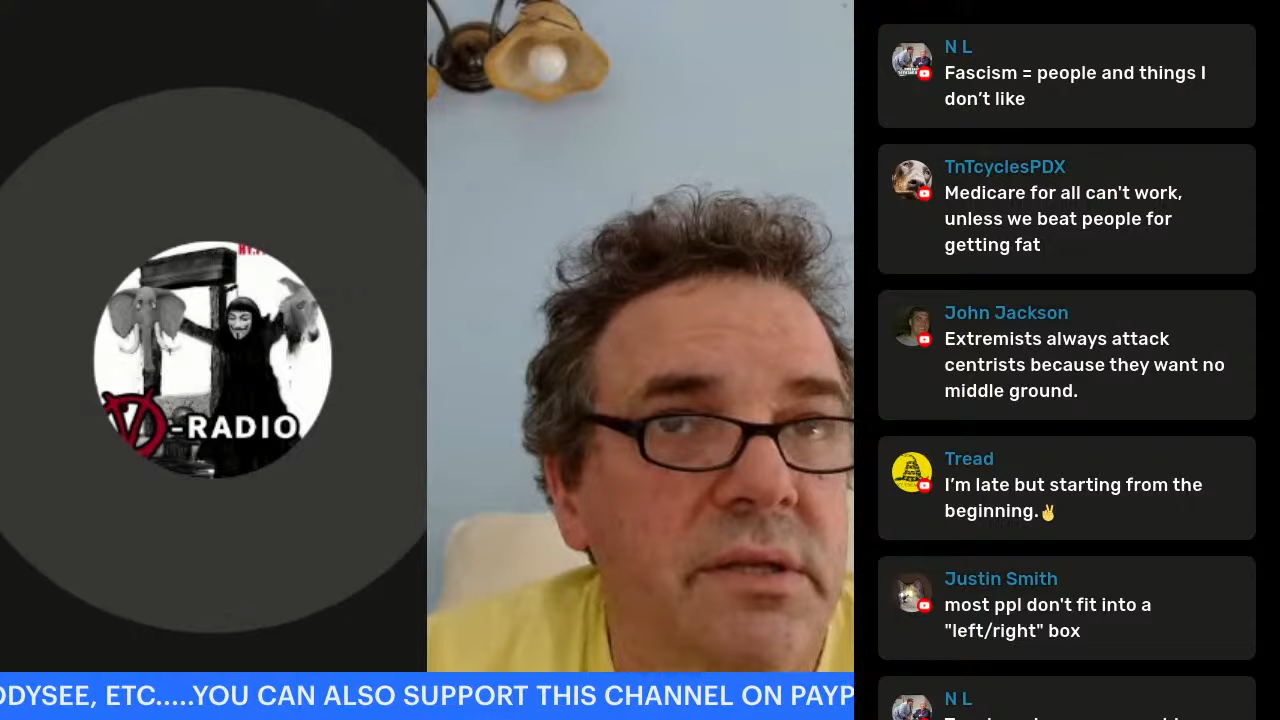 -RADIO
DDYSEE, ETC.....YOU CAN ALSO SUPPORT THIS CHANNEL ON PAYP
N L
Fascism = people and things I
don’t like
TnTcyclesPDX
Medicare for all can't work,
unless we beat people for
getting fat
John Jackson
Extremists always attack
centrists because they want no
middle ground.
Tread
I’m late but starting from the
beginning.✌️
Justin Smith
most ppl don't fit into a
"left/right" box
N L